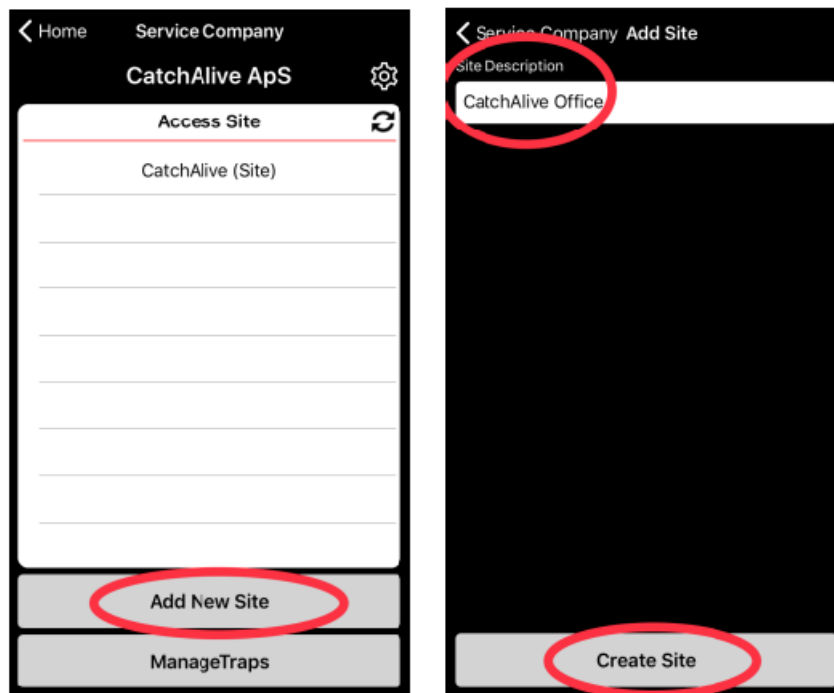 Home Service Company
CatchAlive ApS
Access Site
CatchAlive (Site)
Add New Site
ManageTraps
Service Company Add Site
Site Description
CatchAlive Office
Create Site